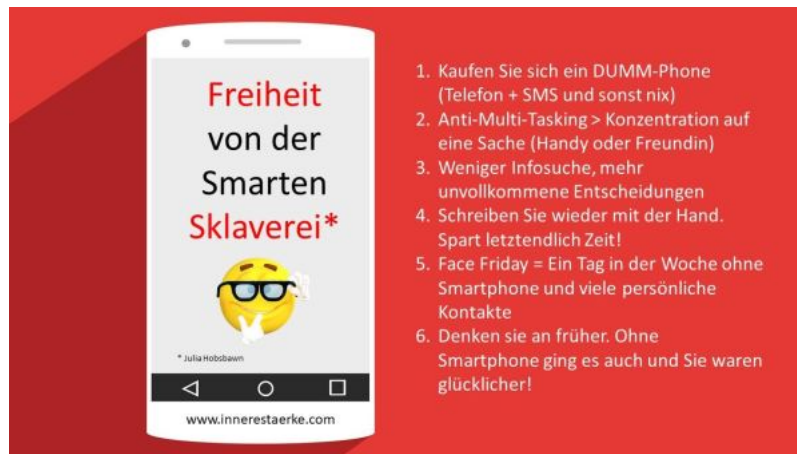 Freiheit
von der
Smarten
Sklaverei*
* Julia Hobsbawn
www.innerestaerke.com
1. Kaufen Sie sich ein DUMM-Phone
(Telefon + SMS und sonst nix)
2. Anti-Multi-Tasking > Konzentration auf
eine Sache (Handy oder Freundin)
3. Weniger Infosuche, mehr
unvollkommene Entscheidungen
4. Schreiben Sie wieder mit der Hand.
Spart letztendlich Zeit!
5. Face Friday = Ein Tag in der Woche ohne
Smartphone und viele persönliche
Kontakte
6. Denken sie an früher. Ohne
Smartphone ging es auch und Sie waren
glücklicher!